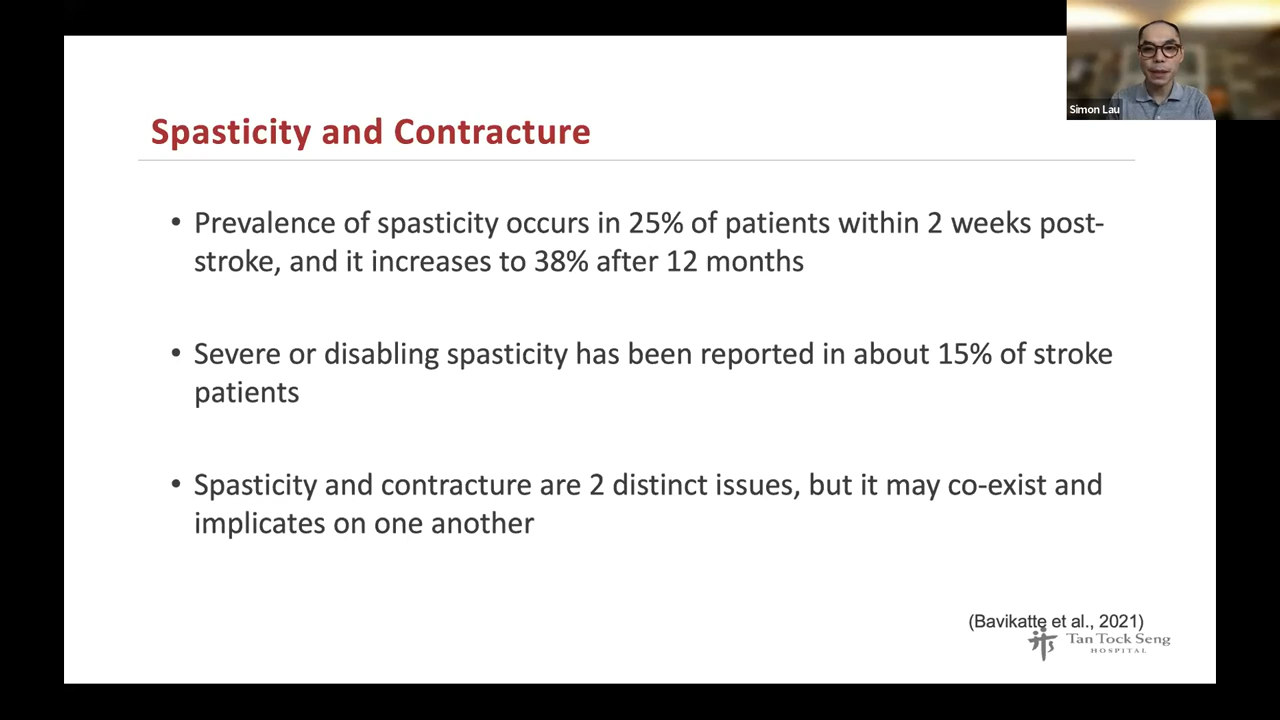 Simon Lau
Spasticity and Contracture
• Prevalence of spasticity occurs in 25% of patients within 2 weeks post-
stroke, and it increases to 38% after 12 months
• Severe or disabling spasticity has been reported in about 15% of stroke
patients
• Spasticity and contracture are 2 distinct issues, but it may co-exist and
implicates on one another
(Bavikatte et al., 2021)
Tan Tock Seng
HOSPITAL